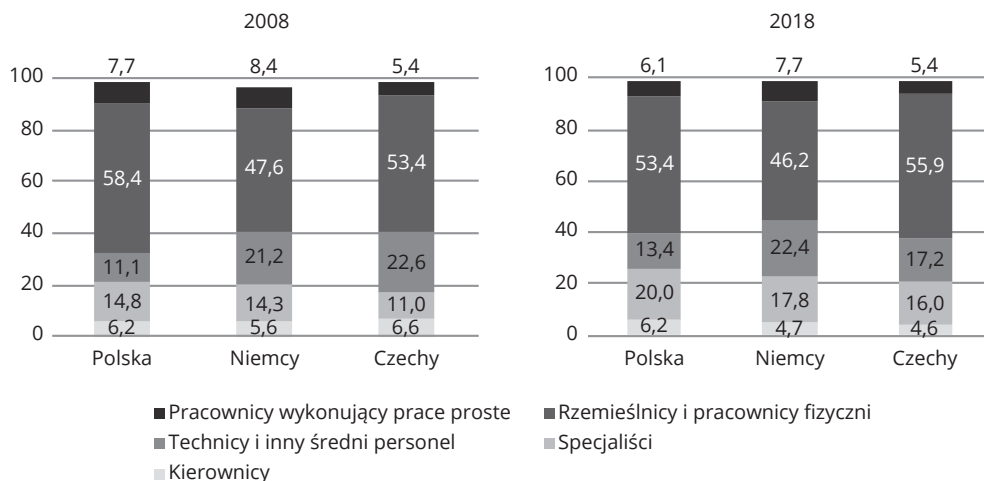 2008
7,7 8,4 5,4
100
80
60
40
20
0
58,4 47,6 53,4
11,1 21,2 22,6
14,8 14,3 11,0
6,2 5,6 6,6
Polska Niemcy Czechy
2018
6,1 7,7 5,4
100
80
60
40
20
0
53,4 46,2 55,9
13,4 22,4 17,2
20,0 17,8 16,0
6,2 4,7 4,6
Polska Niemcy Czechy
Pracownicy wykonujący prace proste Rzemieślnicy i pracownicy fizyczni
Technicy i inny średni personel Specjaliści
Kierownicy